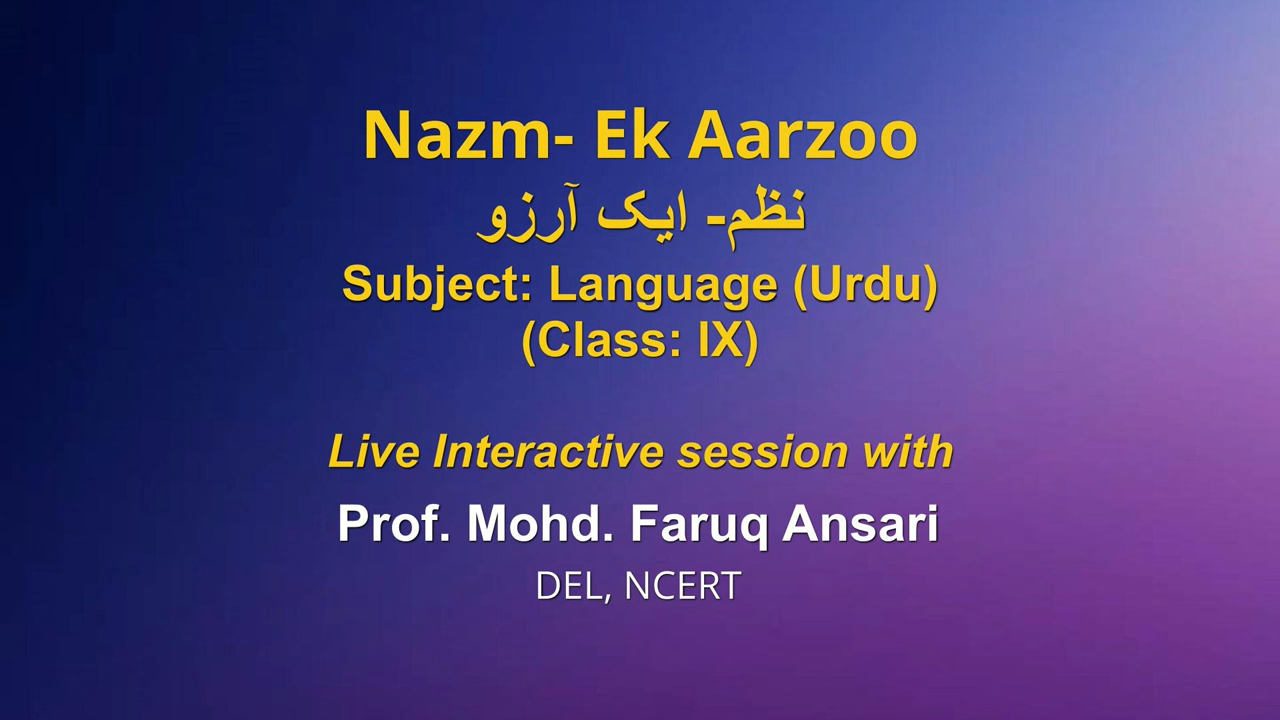 Nazm- Ek Aarzoo
نظم- ایک آرزو
Subject: Language (Urdu)
(Class: IX)
Live Interactive session with
Prof. Mohd. Faruq Ansari
DEL, NCERT